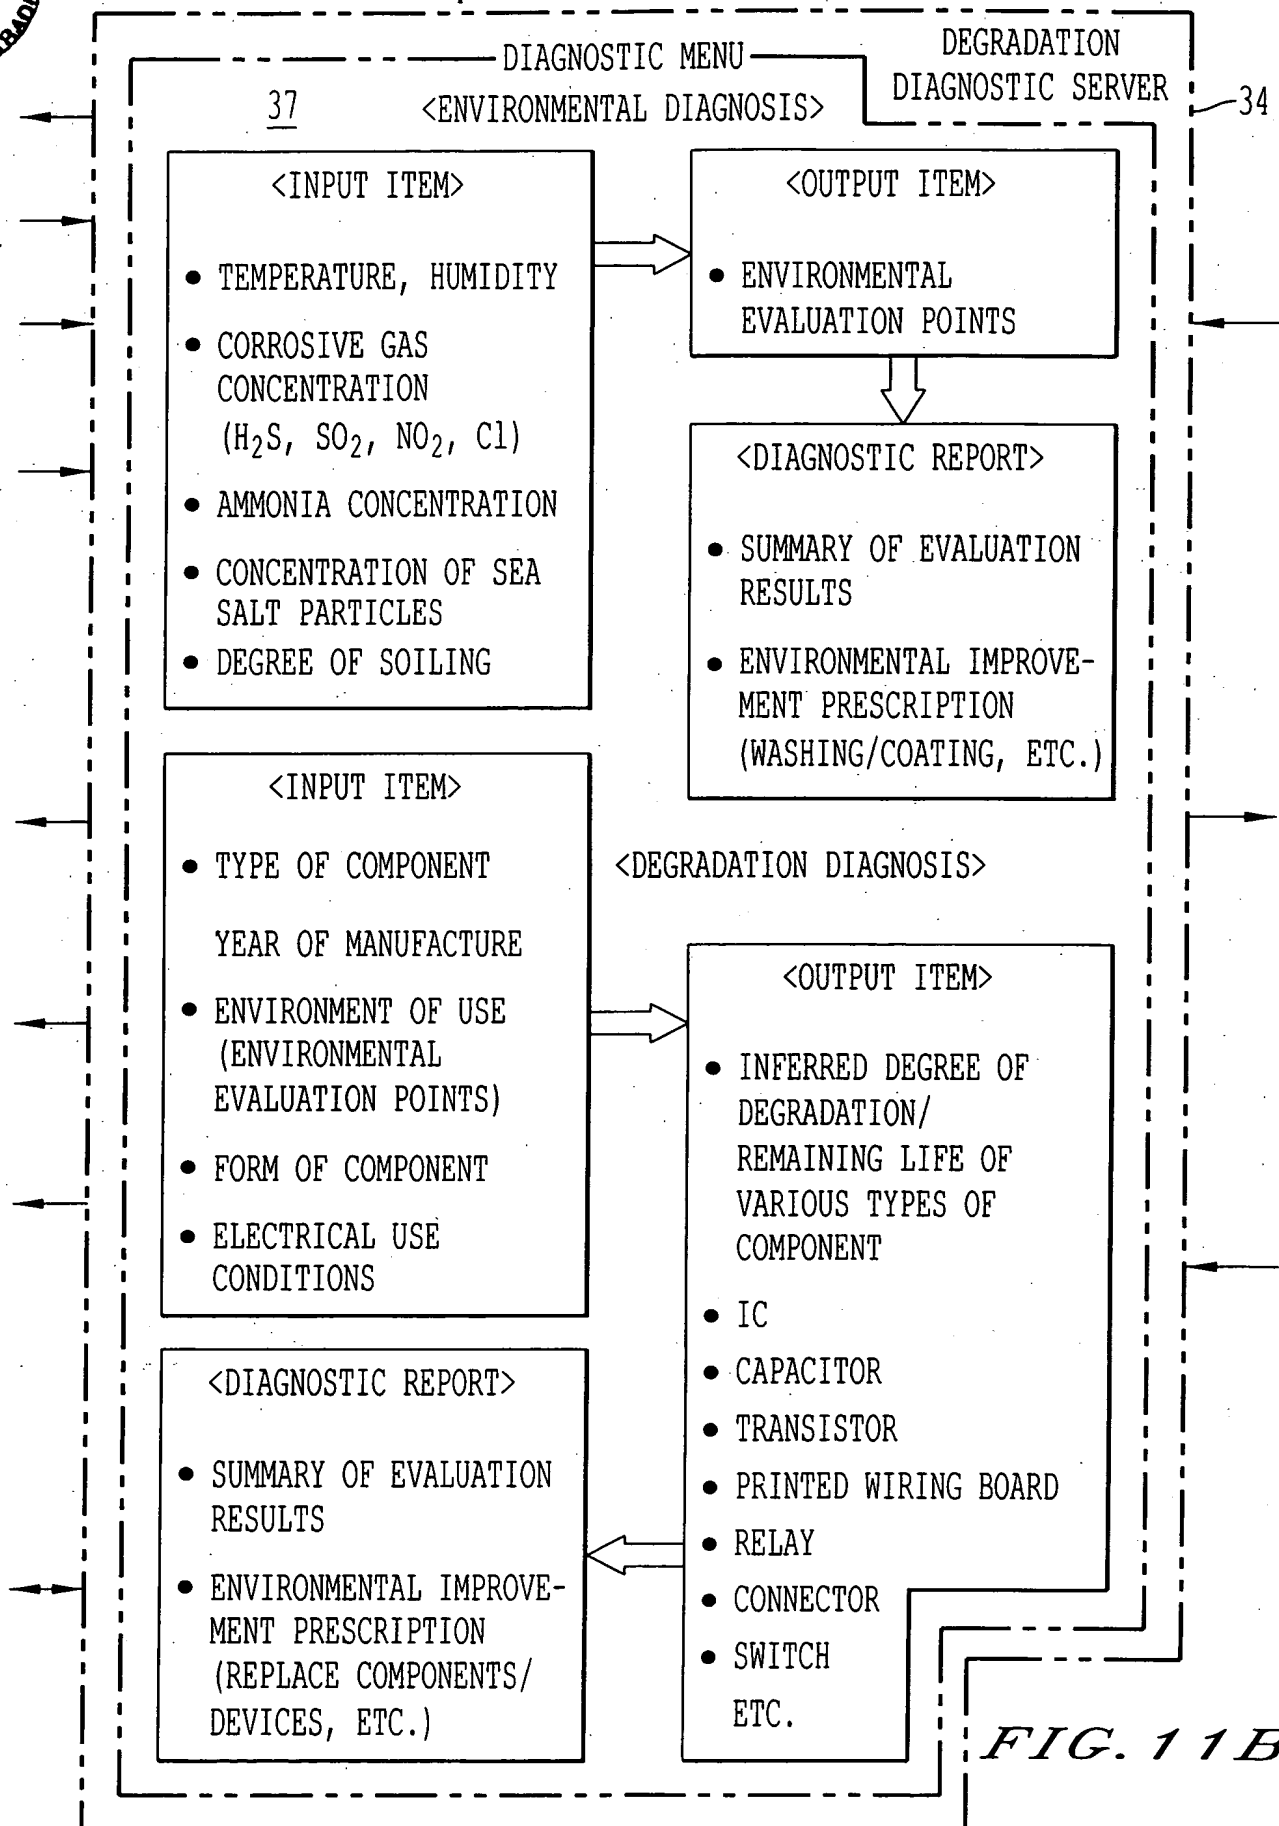 DEGRADATION
DIAGNOSTIC SERVER
34
DIAGNOSTIC MENU
37
<ENVIRONMENTAL DIAGNOSIS>
<INPUT ITEM>
• TEMPERATURE, HUMIDITY
• CORROSIVE GAS
CONCENTRATION
(H₂S, SO₂, NO₂, Cl)
• AMMONIA CONCENTRATION
• CONCENTRATION OF SEA
SALT PARTICLES
• DEGREE OF SOILING
<OUTPUT ITEM>
• ENVIRONMENTAL
EVALUATION POINTS
<DIAGNOSTIC REPORT>
• SUMMARY OF EVALUATION
RESULTS
• ENVIRONMENTAL IMPROVE-
MENT PRESCRIPTION
(WASHING/COATING, ETC.)
<DEGRADATION DIAGNOSIS>
<INPUT ITEM>
• TYPE OF COMPONENT
YEAR OF MANUFACTURE
• ENVIRONMENT OF USE
(ENVIRONMENTAL
EVALUATION POINTS)
• FORM OF COMPONENT
• ELECTRICAL USE
CONDITIONS
<OUTPUT ITEM>
• INFERRED DEGREE OF
DEGRADATION/
REMAINING LIFE OF
VARIOUS TYPES OF
COMPONENT
• IC
• CAPACITOR
• TRANSISTOR
• PRINTED WIRING BOARD
• RELAY
• CONNECTOR
• SWITCH
ETC.
<DIAGNOSTIC REPORT>
• SUMMARY OF EVALUATION
RESULTS
• ENVIRONMENTAL IMPROVE-
MENT PRESCRIPTION
(REPLACE COMPONENTS/
DEVICES, ETC.)
FIG. 11B